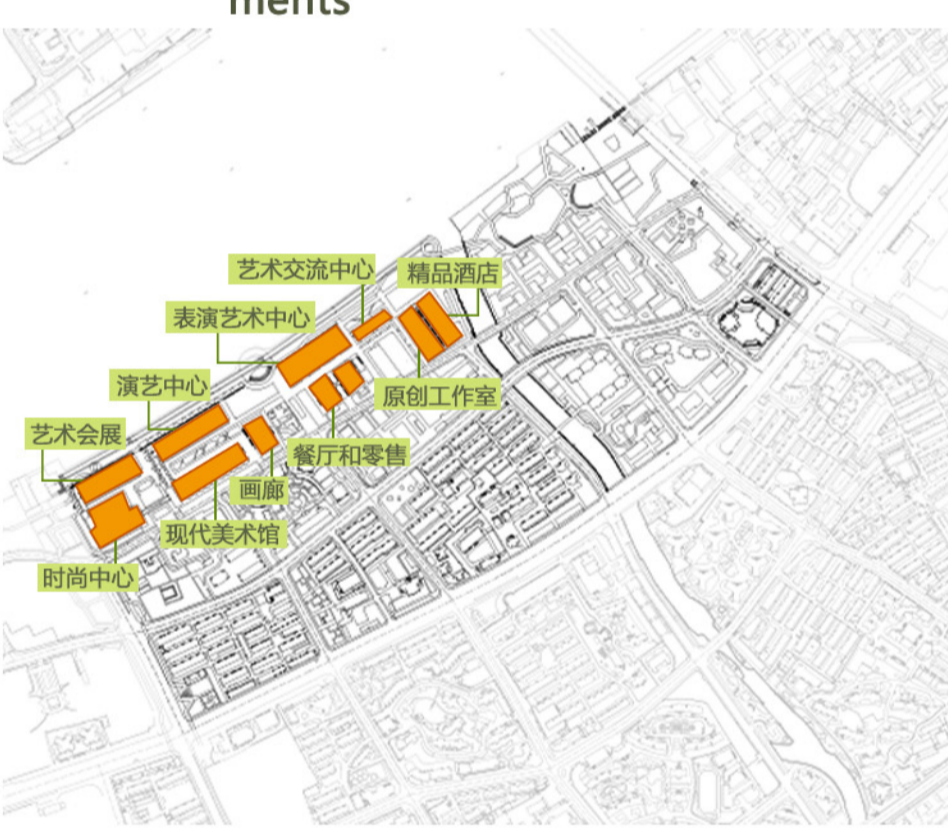 ments
艺术交流中心
精品酒店
表演艺术中心
演艺中心
原创工作室
艺术会展
餐厅和零售
画廊
现代美术馆
时尚中心